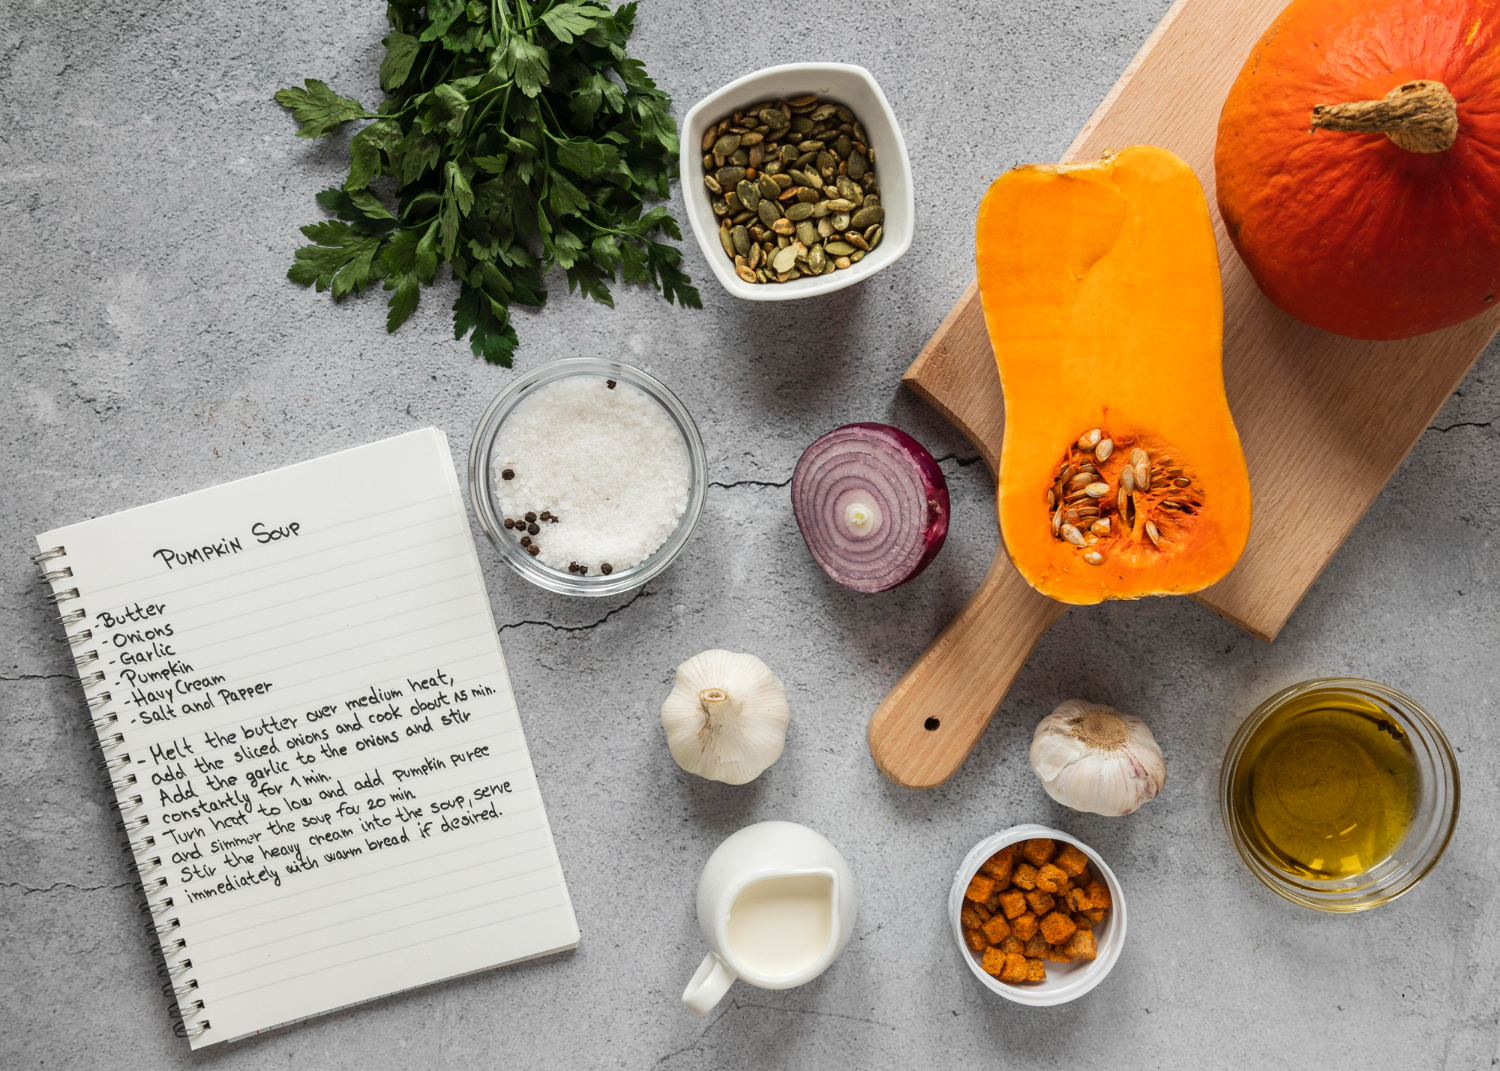 Pumpkin Soup
-Butter
-Onions
-Garlic
-Pumpkin
-Havy Cream
-Salt and Papper
- Melt the butter over medium heat,
add the sliced onions and cook about 15 min.
Add the garlic to the onions and stir
constantly for 1 min.
Turn heat to low and add pumpkin puree
and simmer the soup for 20 min
Stir the heavy cream into the soup, serve
immediately with warm bread if desired.